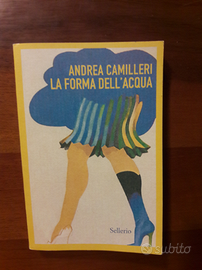 ANDREA CAMILLERI
LA FORMA DELL'ACQUA
Sellerio
subito